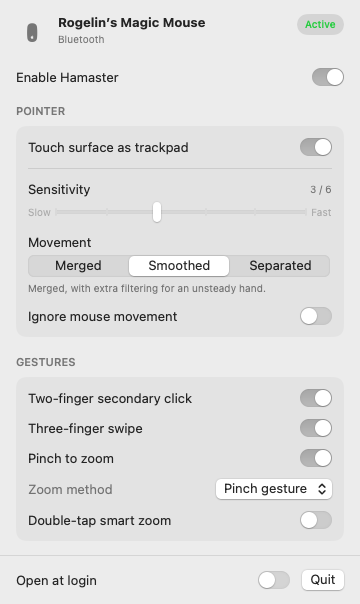 Rogelin's Magic Mouse
Active
Bluetooth
Enable Hamaster
POINTER
Touch surface as trackpad
Sensitivity 3 / 6
Slow Fast
Movement
Merged Smoothed Separated
Merged, with extra filtering for an unsteady hand.
Ignore mouse movement
GESTURES
Two-finger secondary click
Three-finger swipe
Pinch to zoom
Zoom method Pinch gesture
Double-tap smart zoom
Open at login Quit